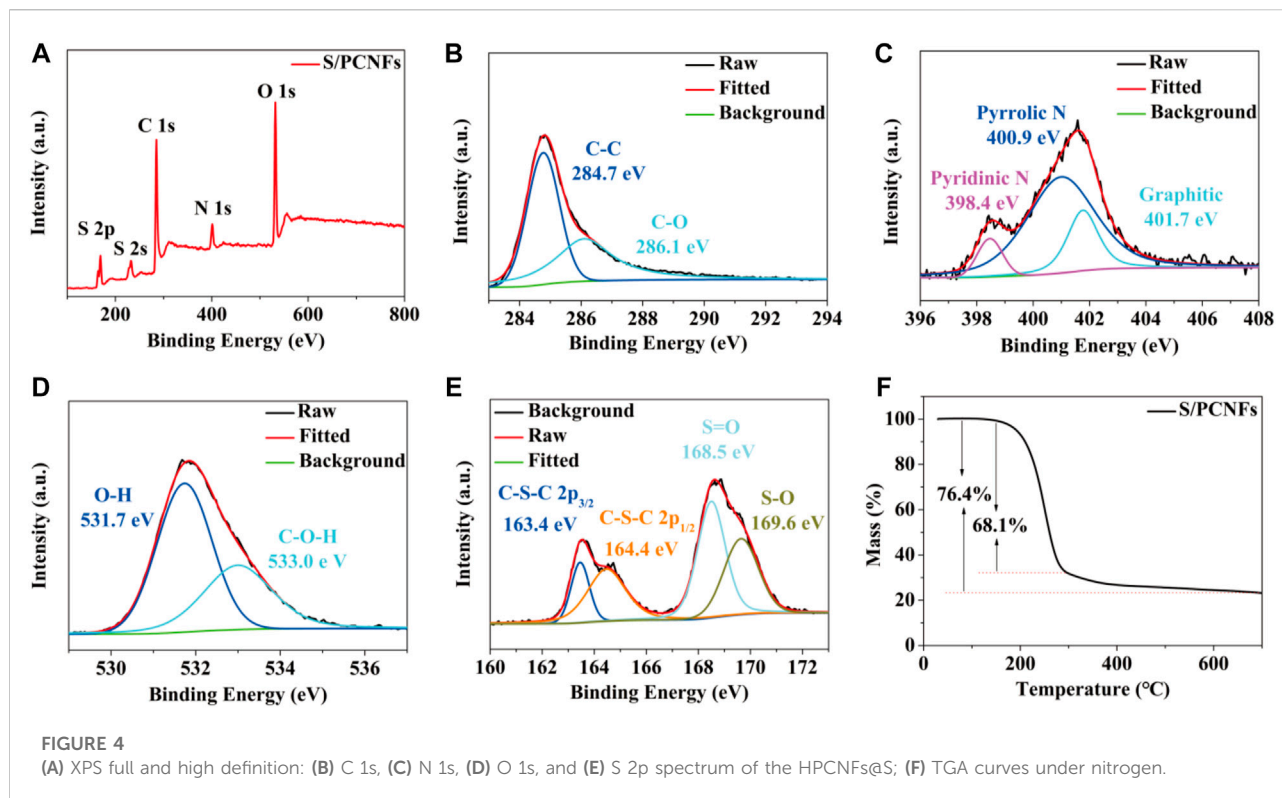 A
S/PCNFs
O 1s
C 1s
N 1s
S 2p
S 2s
Intensity (a.u.)
200 400 600 800
Binding Energy (eV)
B
Raw
Fitted
Background
C-C
284.7 eV
C-O
286.1 eV
Intensity (a.u.)
284 286 288 290 292 294
Binding Energy (eV)
C
Raw
Fitted
Background
Pyrrolic N
400.9 eV
Pyridinic N
398.4 eV
Graphitic
401.7 eV
Intensity (a.u.)
396 398 400 402 404 406 408
Binding Energy (eV)
D
Raw
Fitted
Background
O-H
531.7 eV
C-O-H
533.0 eV
Intensity (a.u.)
530 532 534 536
Binding Energy (eV)
E
Background
Raw
Fitted
S=O
168.5 eV
C-S-C 2p3/2
163.4 eV
C-S-C 2p1/2
164.4 eV
S-O
169.6 eV
Intensity (a.u.)
160 162 164 166 168 170 172
Binding Energy (eV)
F
S/PCNFs
100
80
60
40
20
0
76.4%
68.1%
Mass (%)
0 200 400 600
Temperature (°C)
FIGURE 4
(A) XPS full and high definition: (B) C 1s, (C) N 1s, (D) O 1s, and (E) S 2p spectrum of the HPCNFs@S; (F) TGA curves under nitrogen.